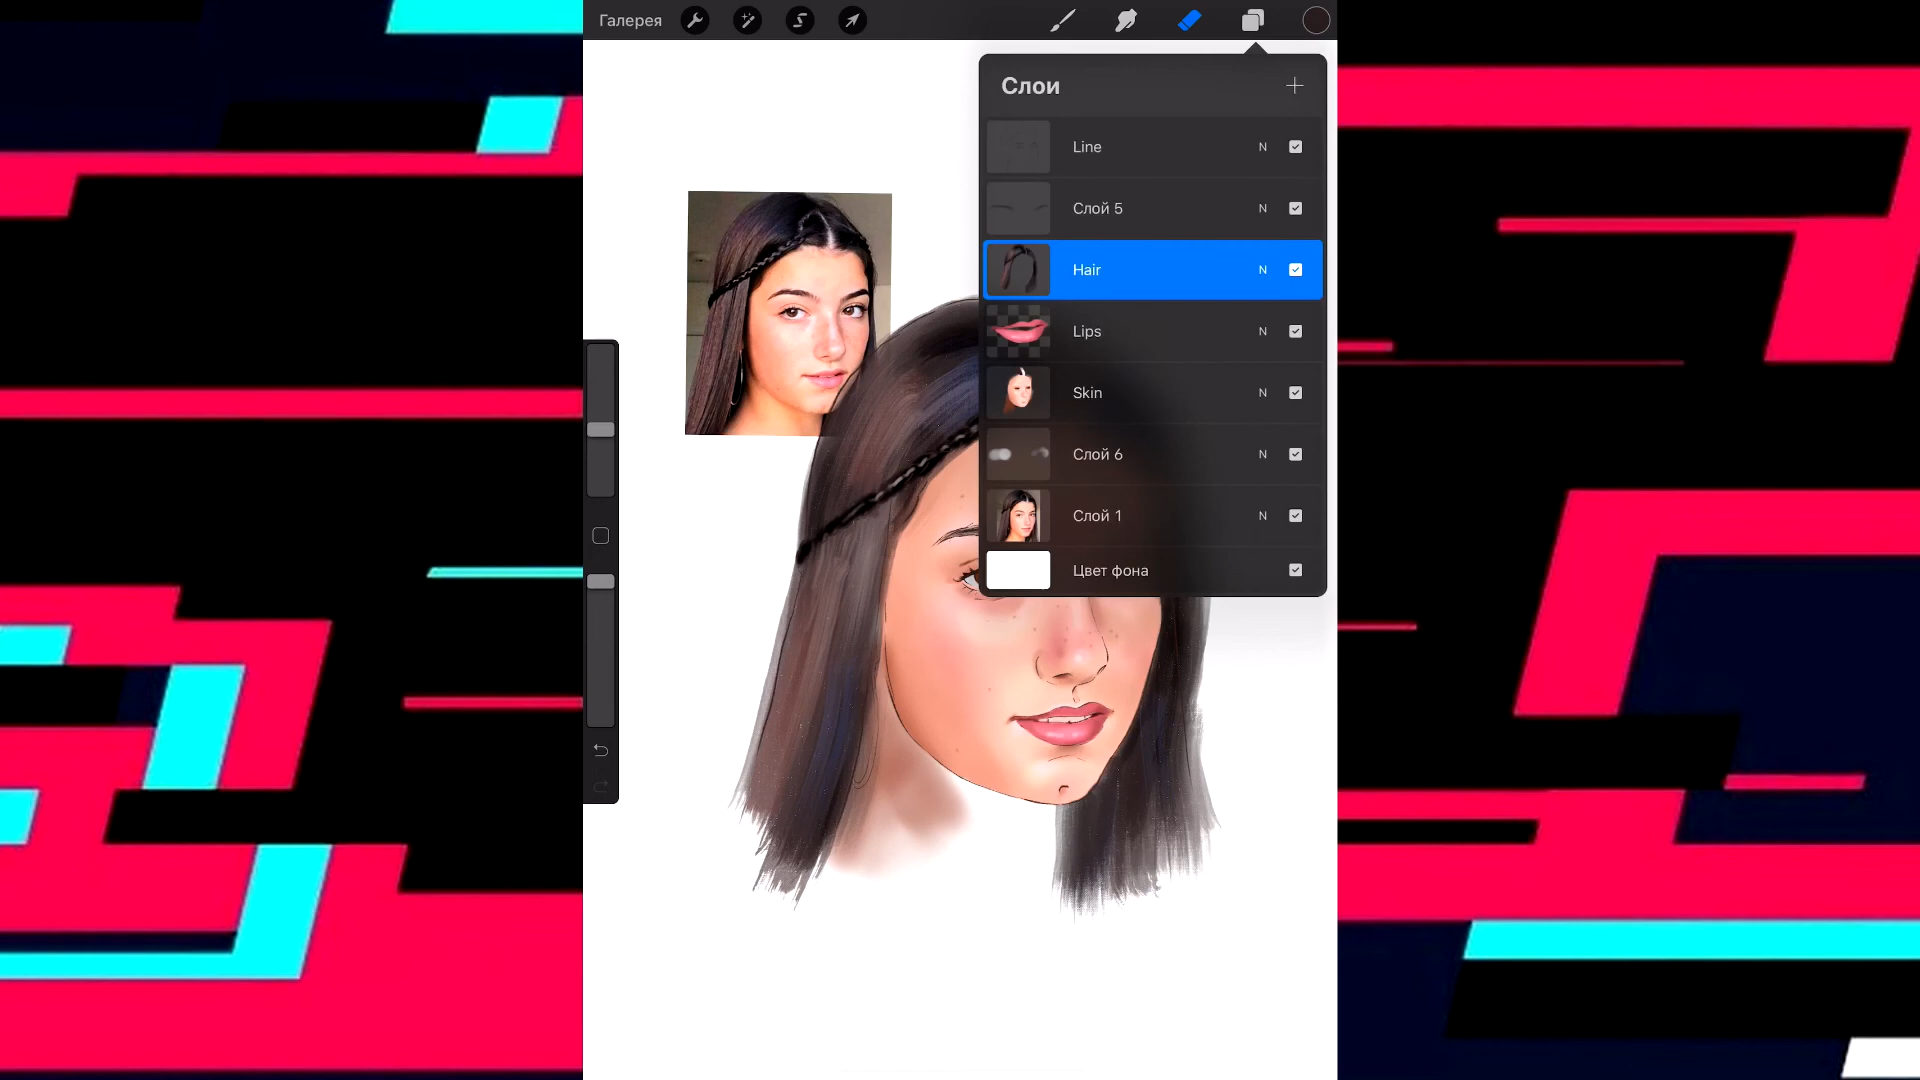 Галерея
Слои
Line N
Слой 5 N
Hair N
Lips N
Skin N
Слой 6 N
Слой 1 N
Цвет фона